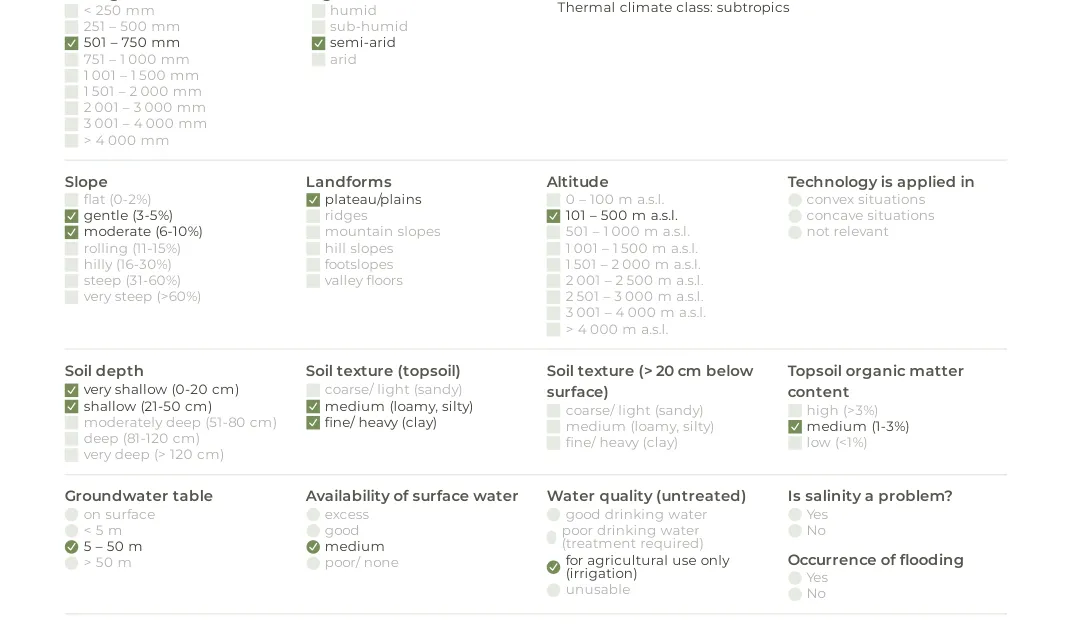 < 250 mm
251 – 500 mm
501 – 750 mm
751 – 1 000 mm
1 001 – 1 500 mm
1 501 – 2 000 mm
2 001 – 3 000 mm
3 001 – 4 000 mm
> 4 000 mm
humid
sub-humid
semi-arid
arid
Thermal climate class: subtropics
Slope
flat (0-2%)
gentle (3-5%)
moderate (6-10%)
rolling (11-15%)
hilly (16-30%)
steep (31-60%)
very steep (>60%)
Landforms
plateau/plains
ridges
mountain slopes
hill slopes
footslopes
valley floors
Altitude
0 – 100 m a.s.l.
101 – 500 m a.s.l.
501 – 1 000 m a.s.l.
1 001 – 1 500 m a.s.l.
1 501 – 2 000 m a.s.l.
2 001 – 2 500 m a.s.l.
2 501 – 3 000 m a.s.l.
3 001 – 4 000 m a.s.l.
> 4 000 m a.s.l.
Technology is applied in
convex situations
concave situations
not relevant
Soil depth
very shallow (0-20 cm)
shallow (21-50 cm)
moderately deep (51-80 cm)
deep (81-120 cm)
very deep (> 120 cm)
Soil texture (topsoil)
coarse/ light (sandy)
medium (loamy, silty)
fine/ heavy (clay)
Soil texture (> 20 cm below
surface)
coarse/ light (sandy)
medium (loamy, silty)
fine/ heavy (clay)
Topsoil organic matter
content
high (>3%)
medium (1-3%)
low (<1%)
Groundwater table
on surface
< 5 m
5 – 50 m
> 50 m
Availability of surface water
excess
good
medium
poor/ none
Water quality (untreated)
good drinking water
poor drinking water
(treatment required)
for agricultural use only
(irrigation)
unusable
Is salinity a problem?
Yes
No
Occurrence of flooding
Yes
No